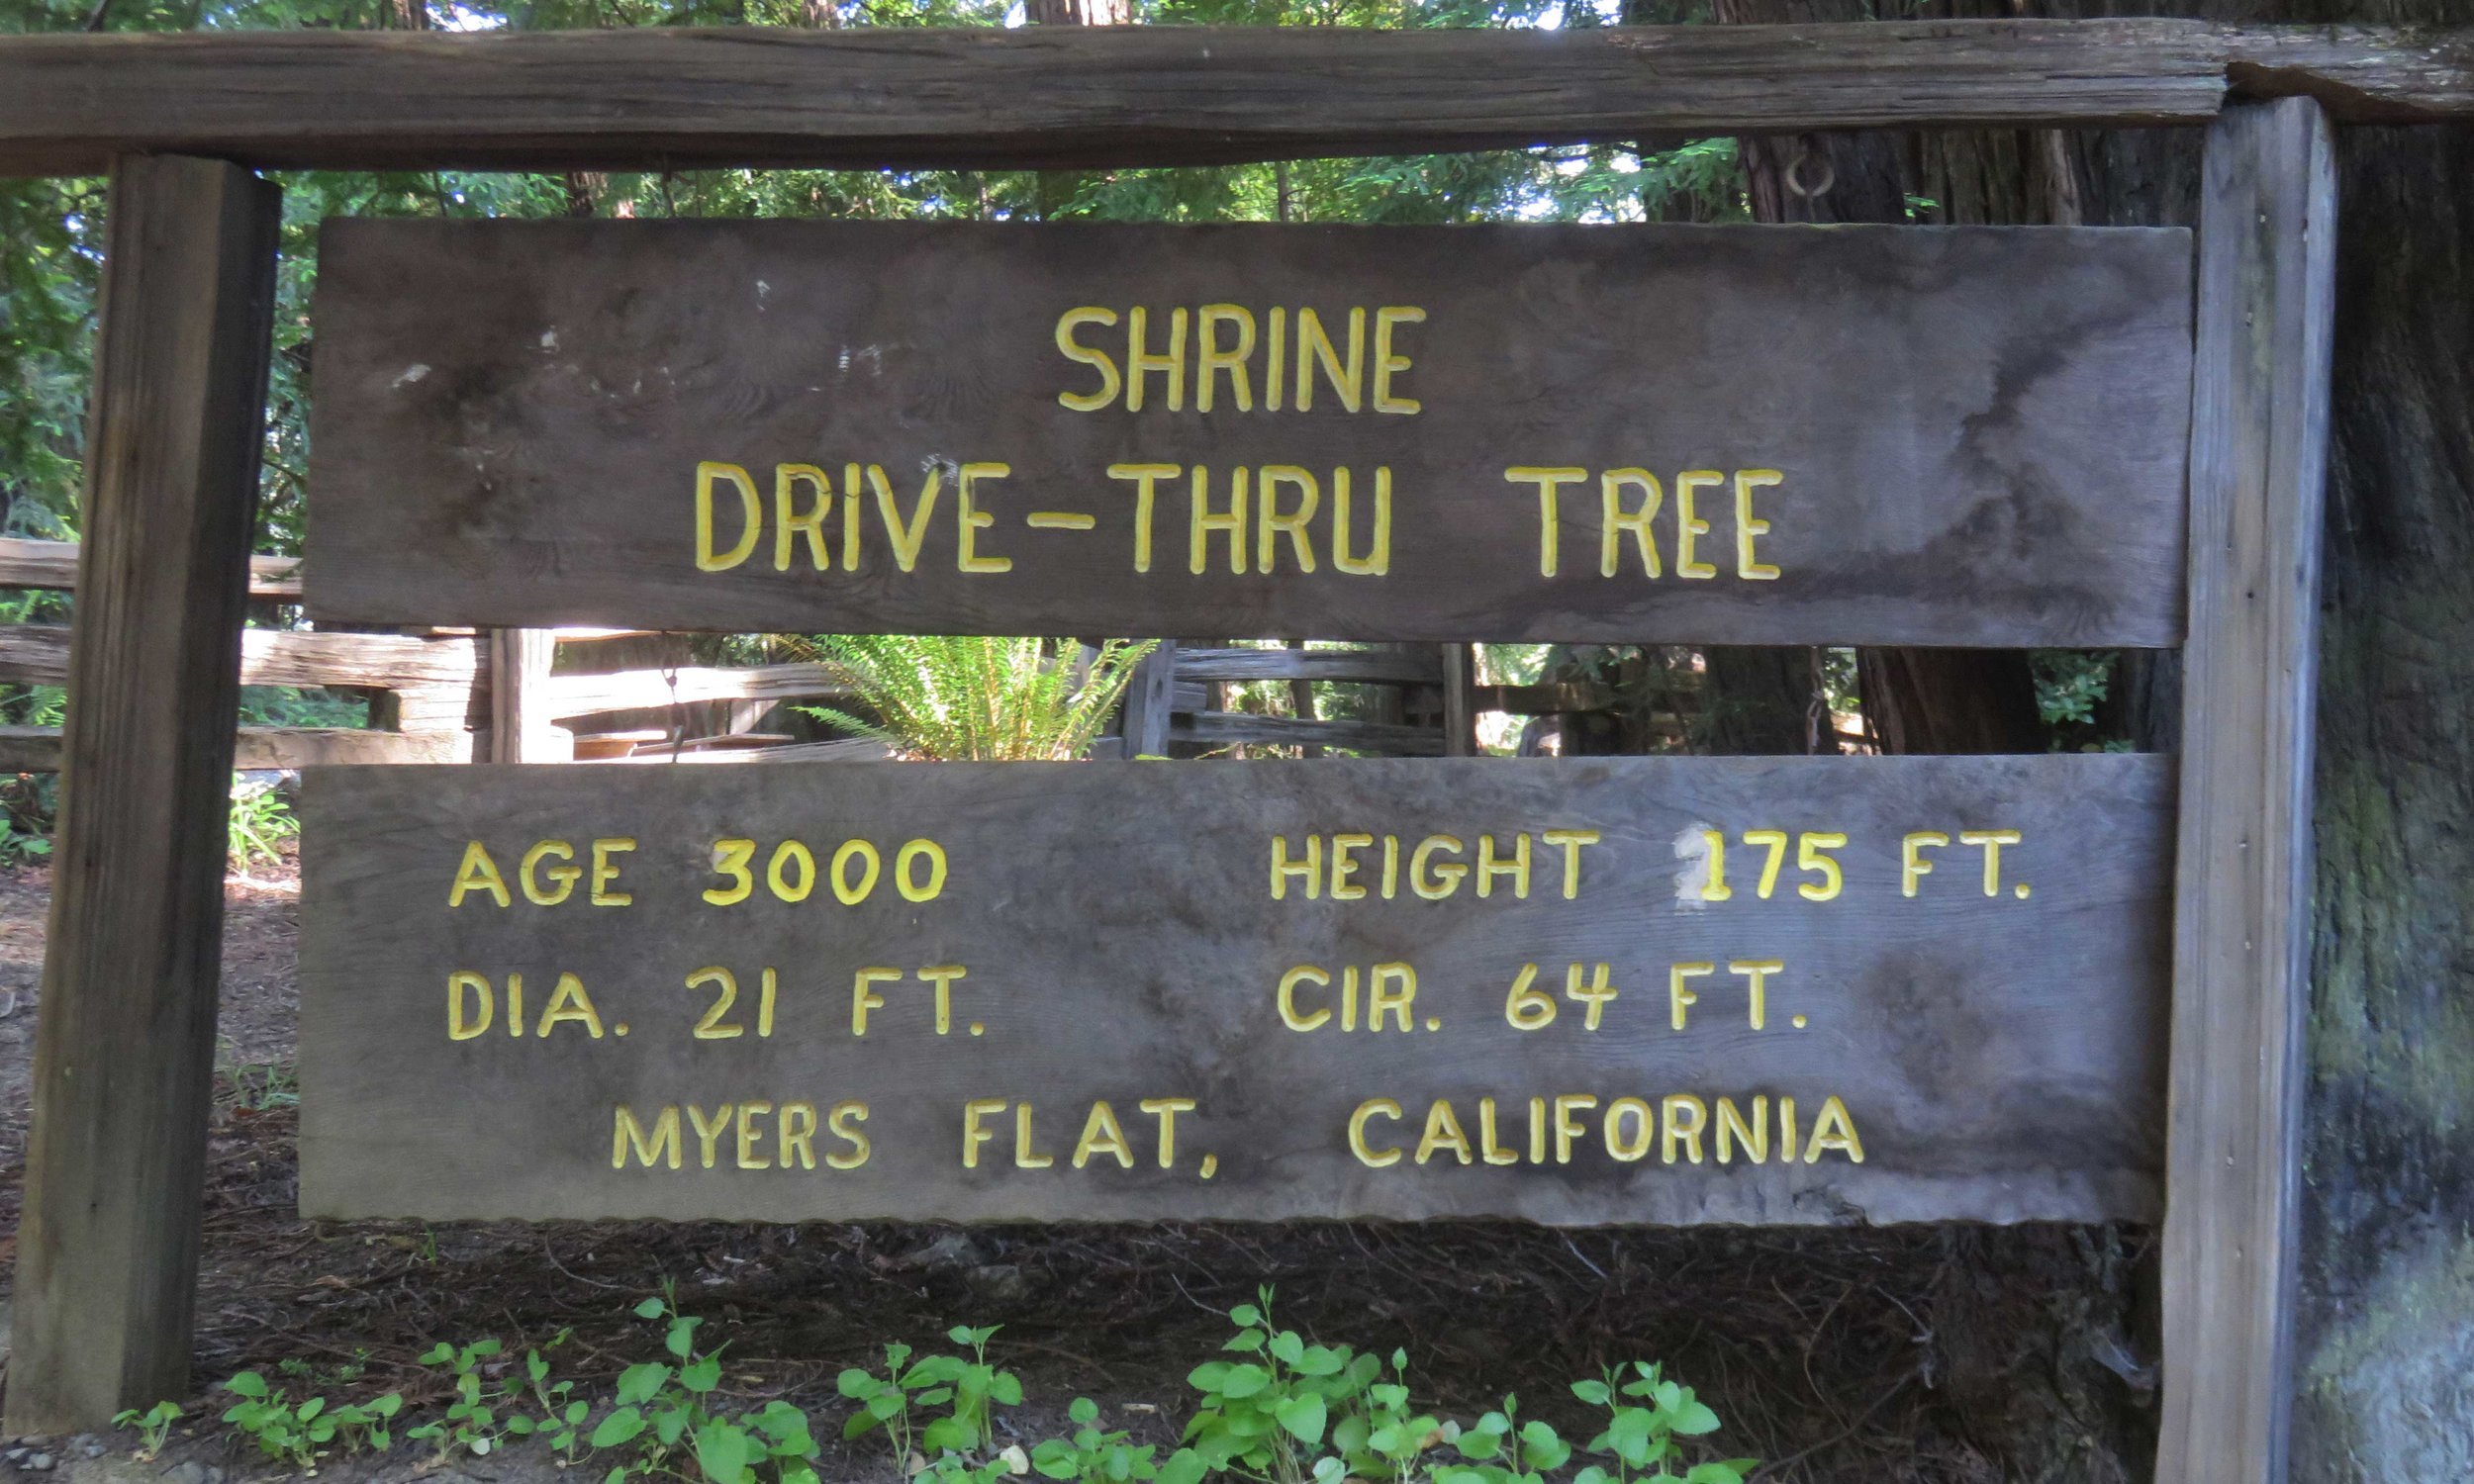 SHRINE
DRIVE-THRU TREE
AGE 3000 HEIGHT 175 FT.
DIA. 21 FT. CIR. 64 FT.
MYERS FLAT, CALIFORNIA